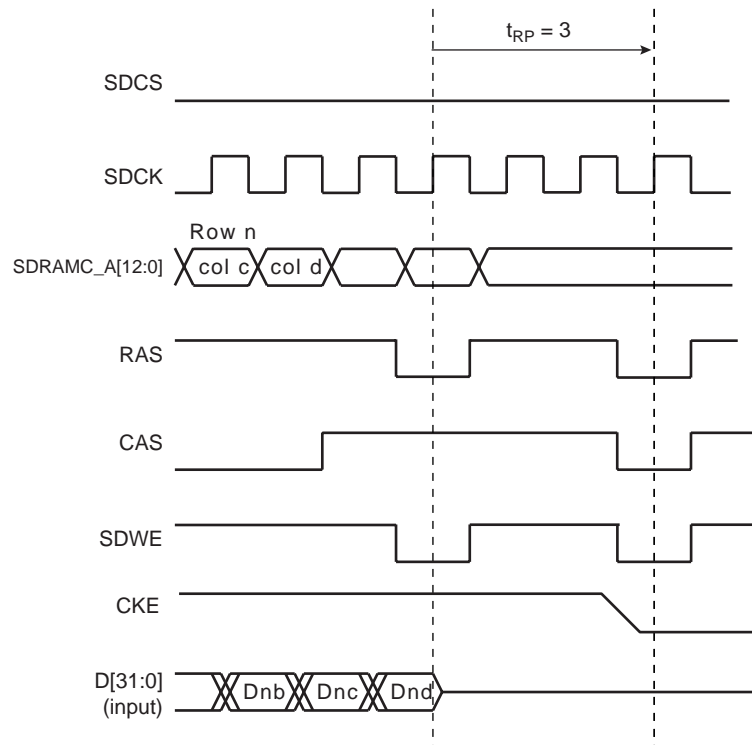 tRP = 3
SDCS
SDCK
Row n
SDRAMC_A[12:0]
col c
col d
RAS
CAS
SDWE
CKE
D[31:0]
(input)
Dnb
Dnc
Dnd